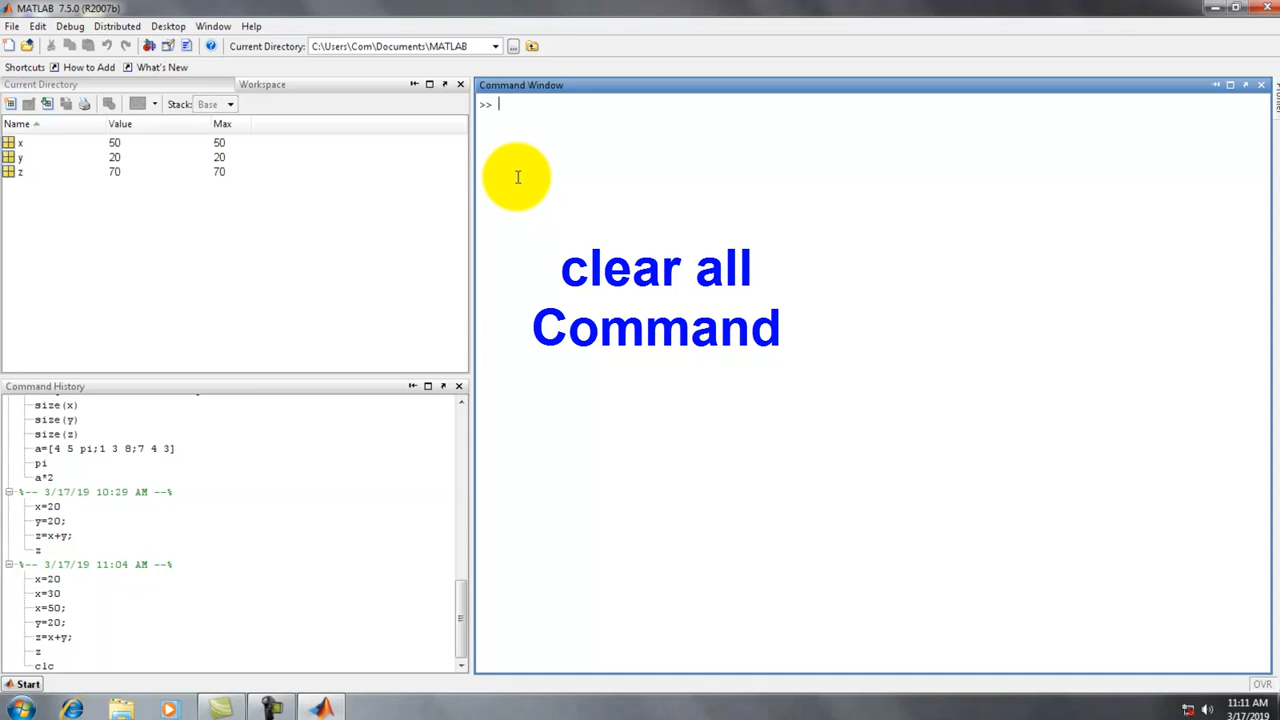 MATLAB 7.5.0 (R2007b)
File Edit Debug Distributed Desktop Window Help
Current Directory: C:\Users\Com\Documents\MATLAB
Shortcuts How to Add What's New
Current Directory Workspace
Stack: Base
Name Value Max
x 50 50
y 20 20
z 70 70
Command Window
>>
clear all
Command
Command History
size(x)
size(y)
size(z)
a=[4 5 pi;1 3 8;7 4 3]
pi
a*2
%-- 3/17/19 10:29 AM --%
x=20
y=20;
z=x+y;
z
%-- 3/17/19 11:04 AM --%
x=20
x=30
x=50;
y=20;
z=x+y;
z
clc
Start
OVR
11:11 AM
3/17/2019